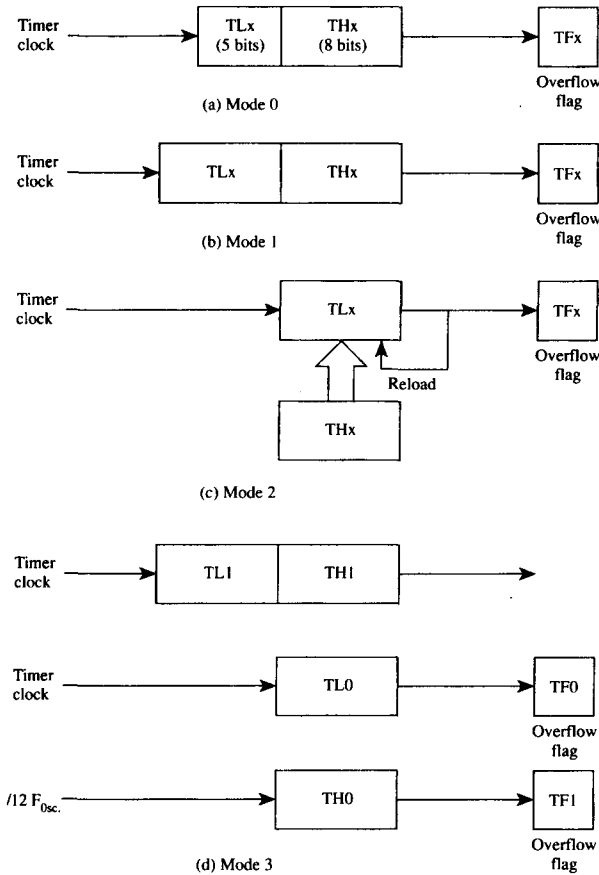 Timer
clock
TLx
(5 bits)
THx
(8 bits)
TFx
Overflow
flag
(a) Mode 0
Timer
clock
TLx
THx
TFx
Overflow
flag
(b) Mode 1
Timer
clock
TLx
TFx
Overflow
flag
Reload
THx
(c) Mode 2
Timer
clock
TL1
TH1
Timer
clock
TL0
TF0
Overflow
flag
/12 F0sc.
TH0
TF1
Overflow
flag
(d) Mode 3